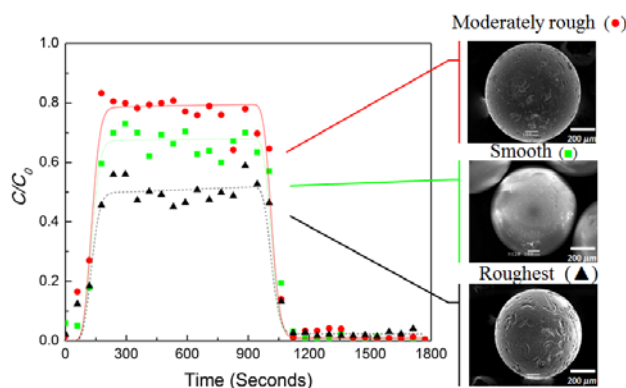 Moderately rough (●)
1.0
0.8
0.6
0.4
0.2
0.0
C/C₀
0 300 600 900 1200 1500 1800
Time (Seconds)
200 μm
Smooth (■)
200 μm
Roughest (▲)
200 μm